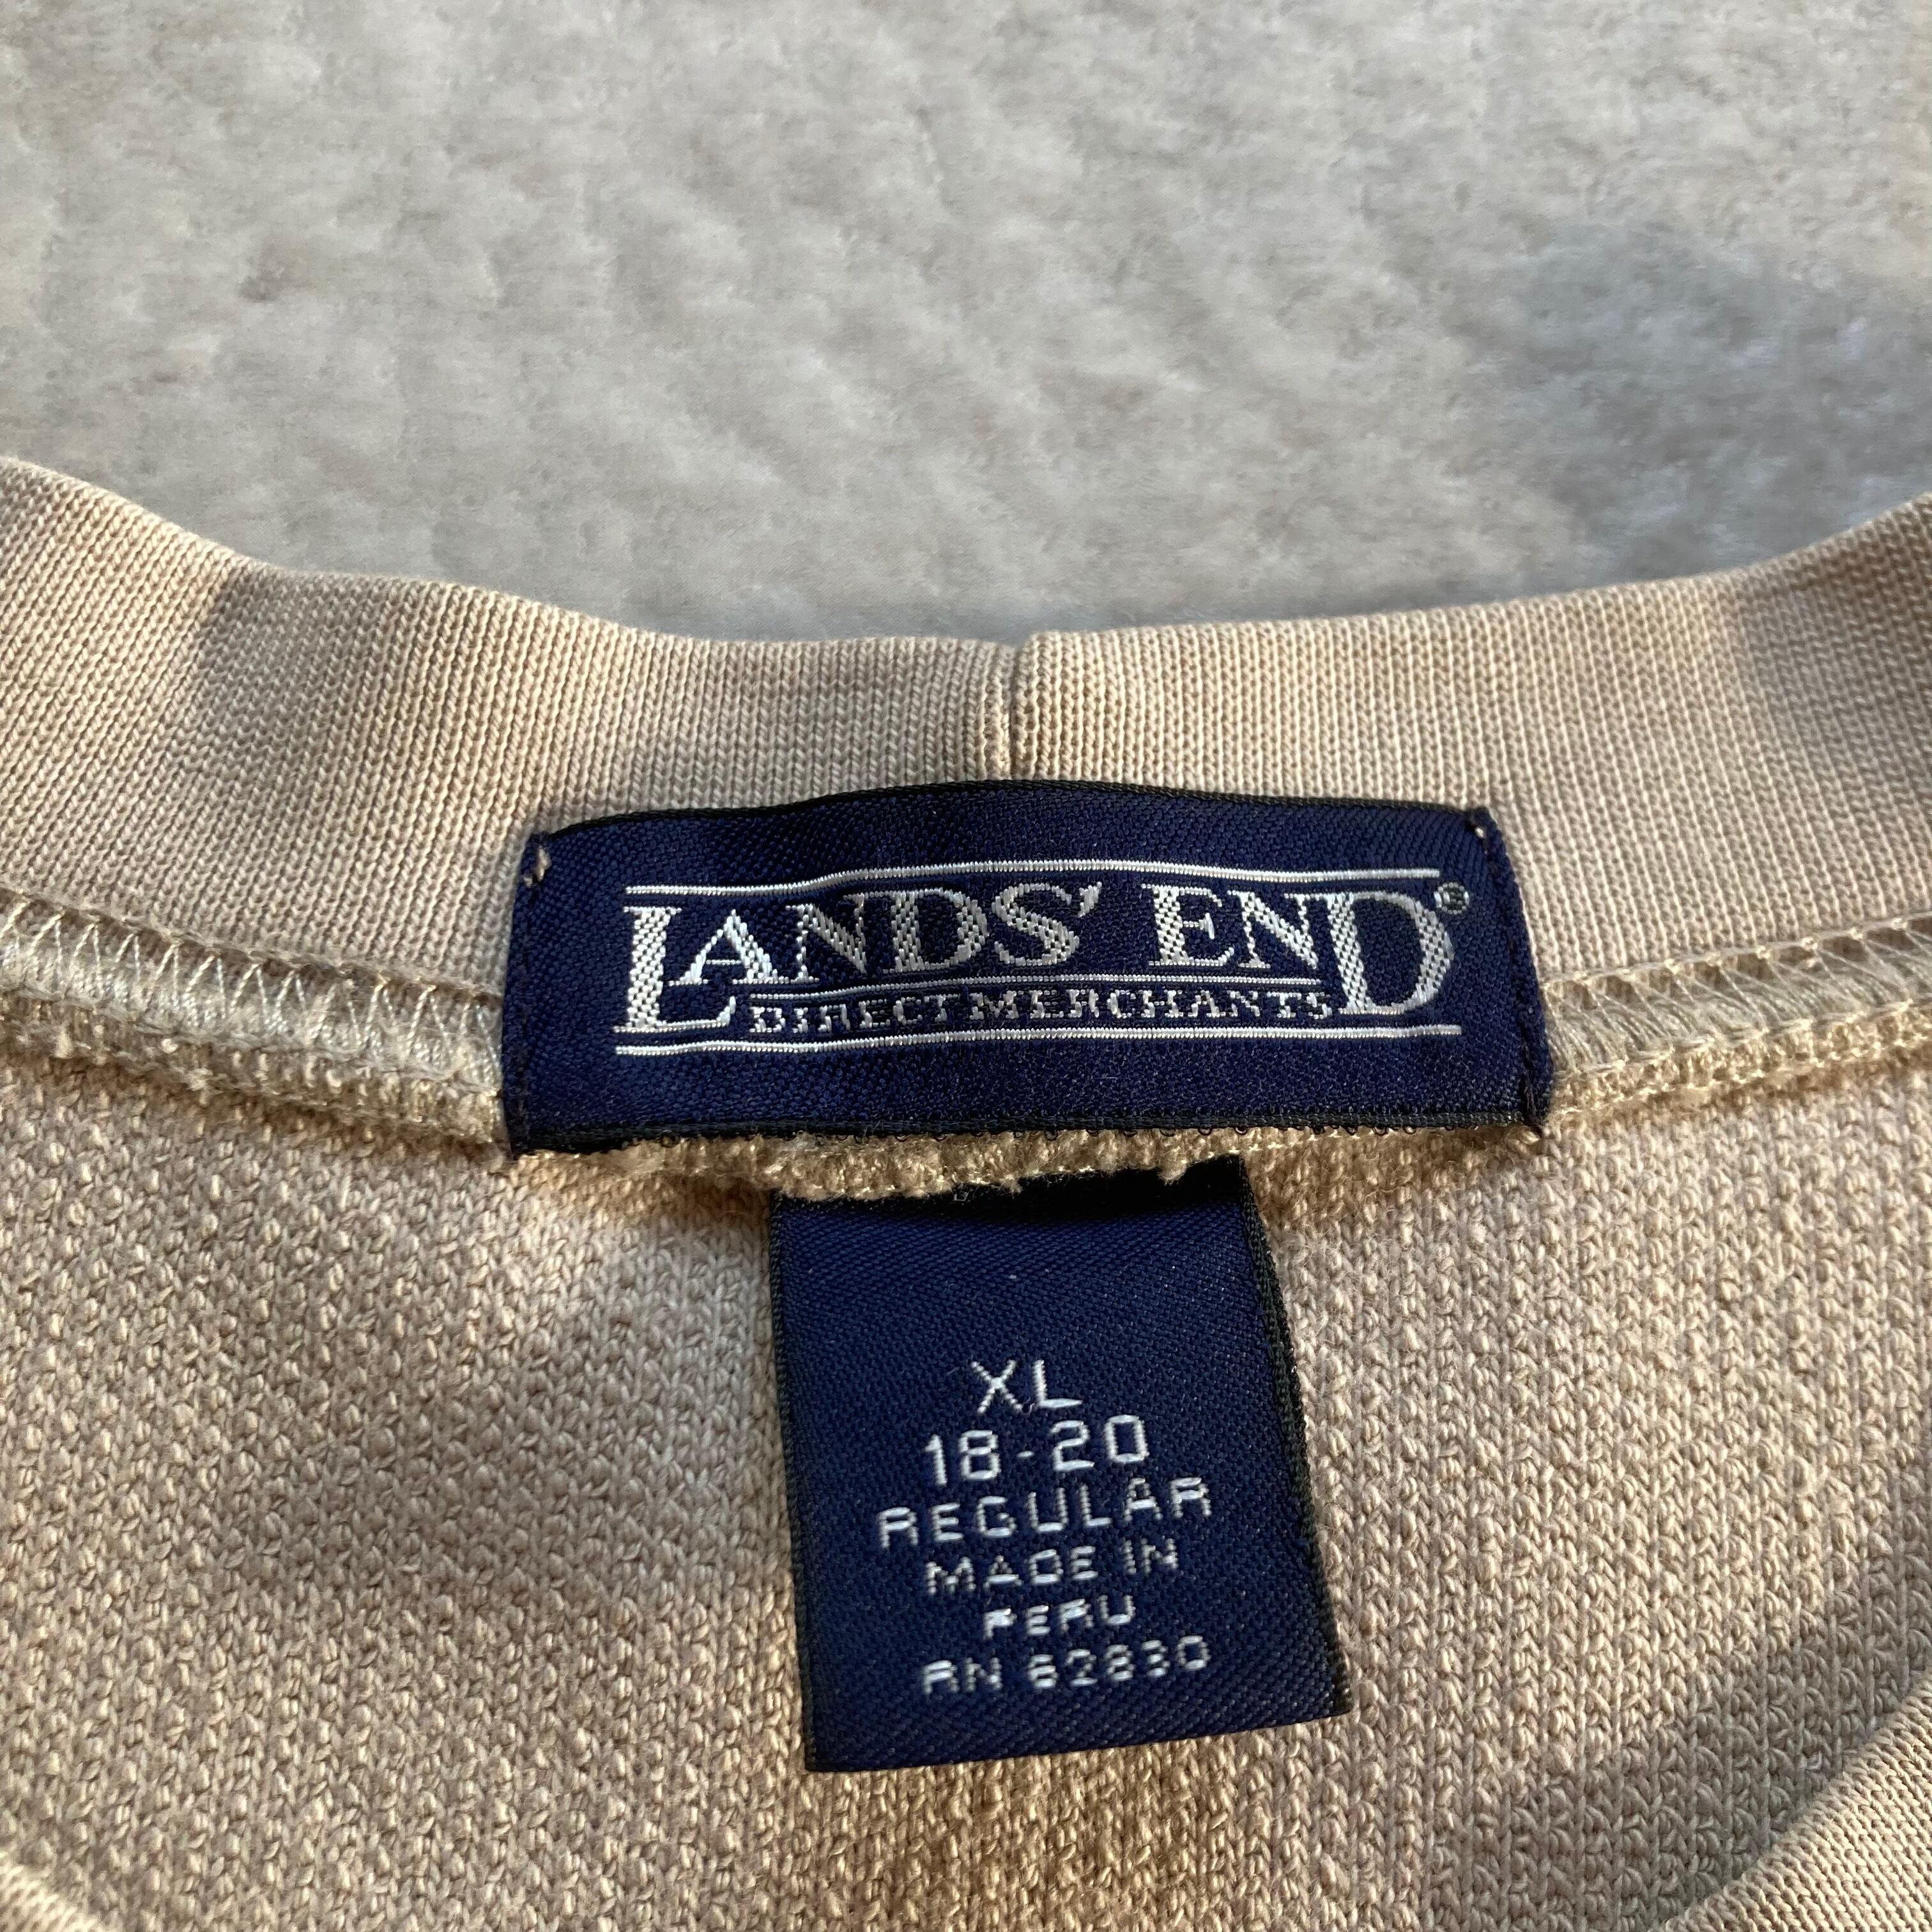 LANDS' END®
DIRECT MERCHANTS
XL
18-20
REGULAR
MADE IN
PERU
RN 62830